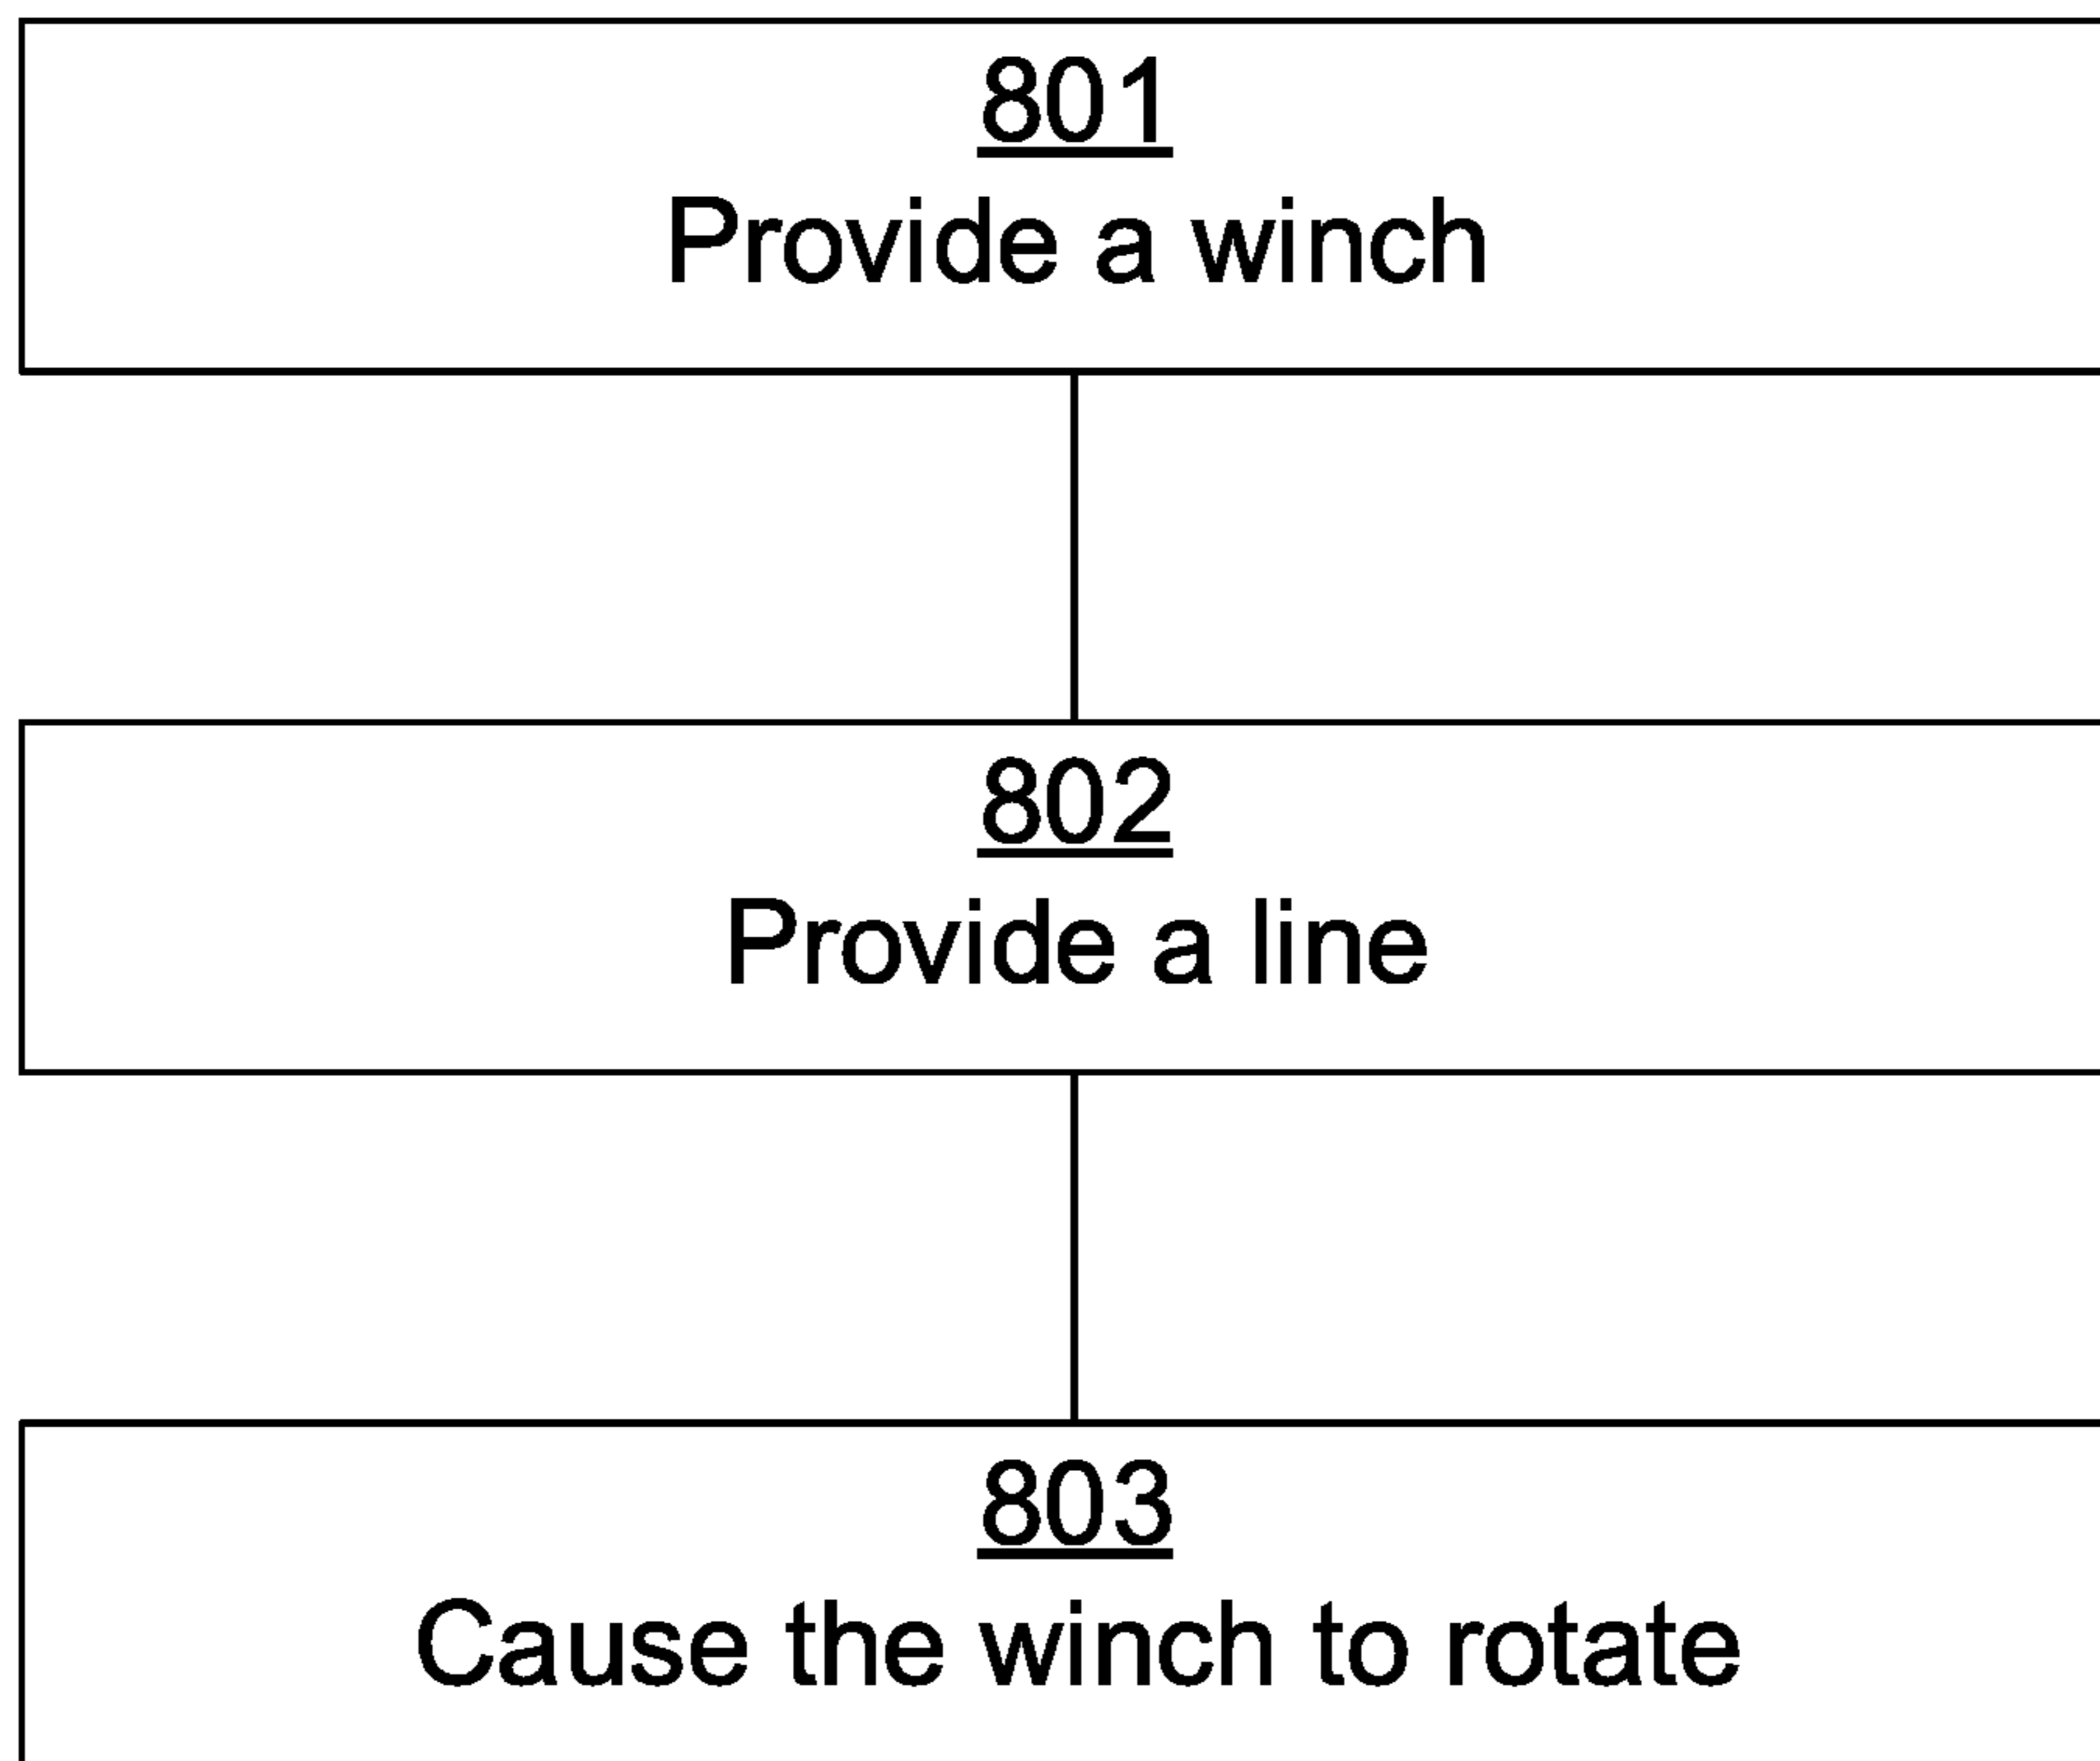 801
Provide a winch
802
Provide a line
803
Cause the winch to rotate